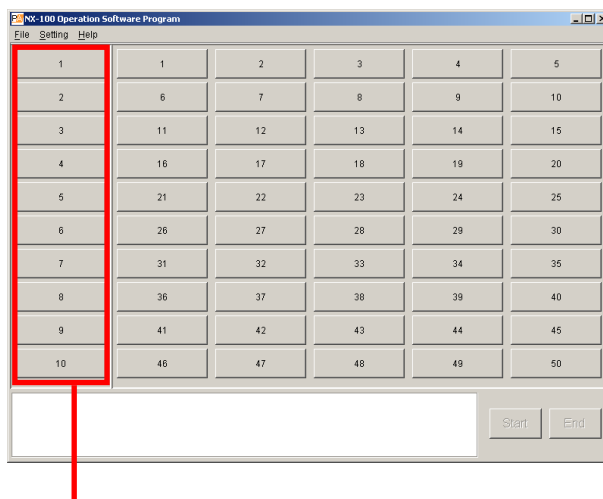 PA NX-100 Operation Software Program
File Setting Help
1 1 2 3 4 5
2 6 7 8 9 10
3 11 12 13 14 15
4 16 17 18 19 20
5 21 22 23 24 25
6 26 27 28 29 30
7 31 32 33 34 35
8 36 37 38 39 40
9 41 42 43 44 45
10 46 47 48 49 50
Start End